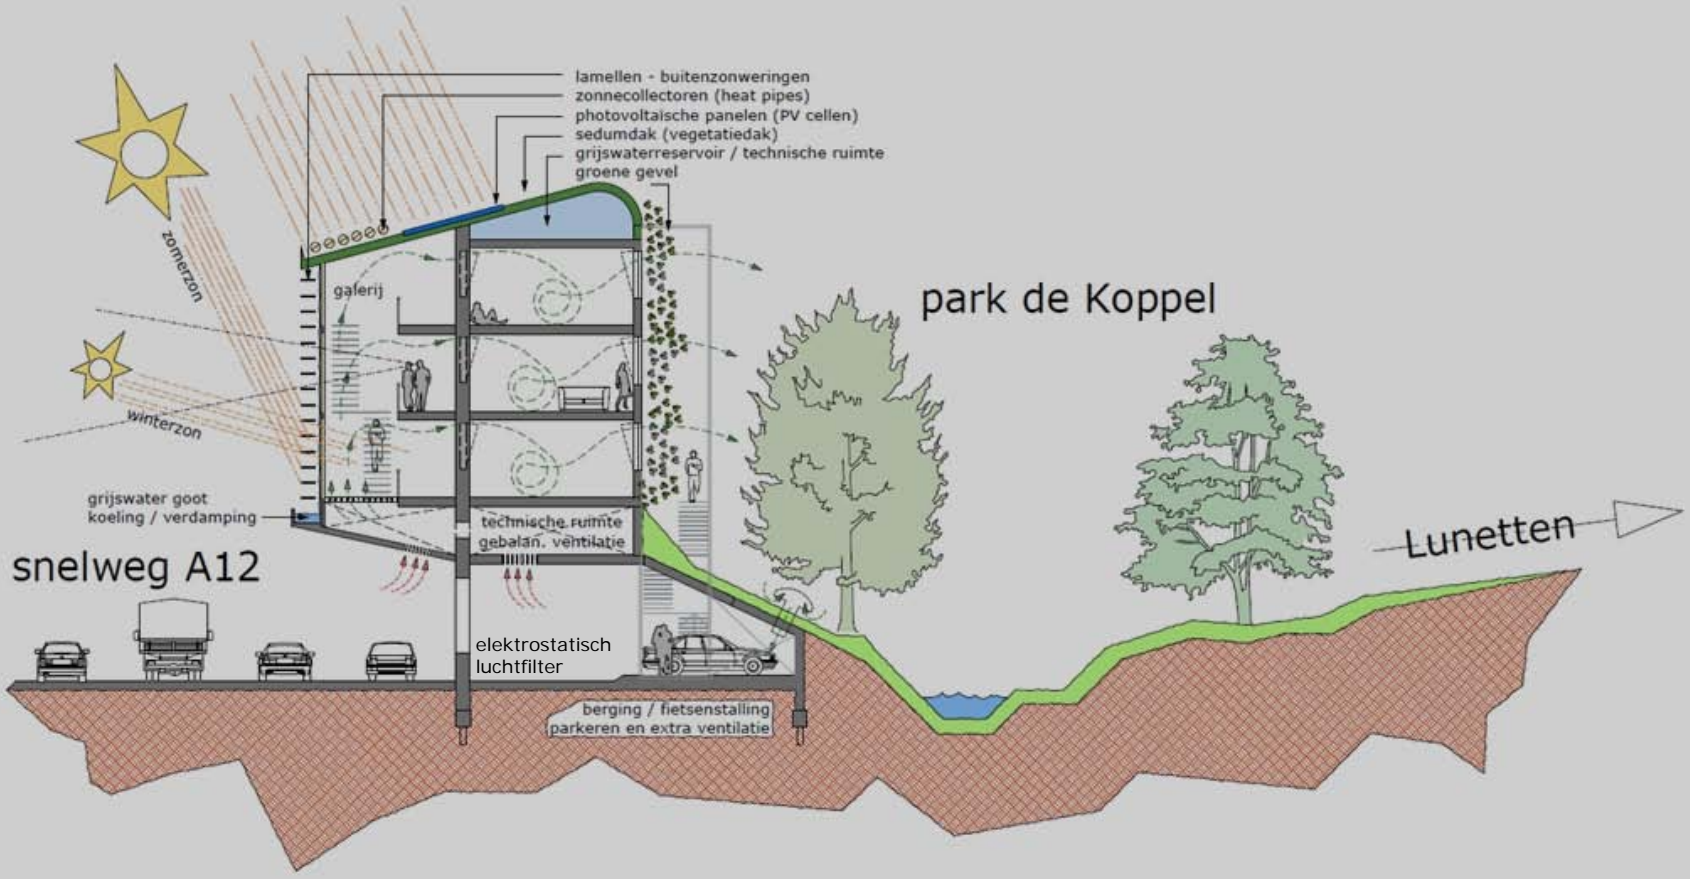 lamellen - buitenzonweringen
zonnecollectoren (heat pipes)
photovoltaïsche panelen (PV cellen)
sedumdak (vegetatiedak)
grijswaterreservoir / technische ruimte
groene gevel
zomerzon
galerij
park de Koppel
winterzon
grijswater goot
koeling / verdamping
technische ruimte
gebalan. ventilatie
Lunetten
snelweg A12
elektrostatisch
luchtfilter
berging / fietsenstalling
parkeren en extra ventilatie